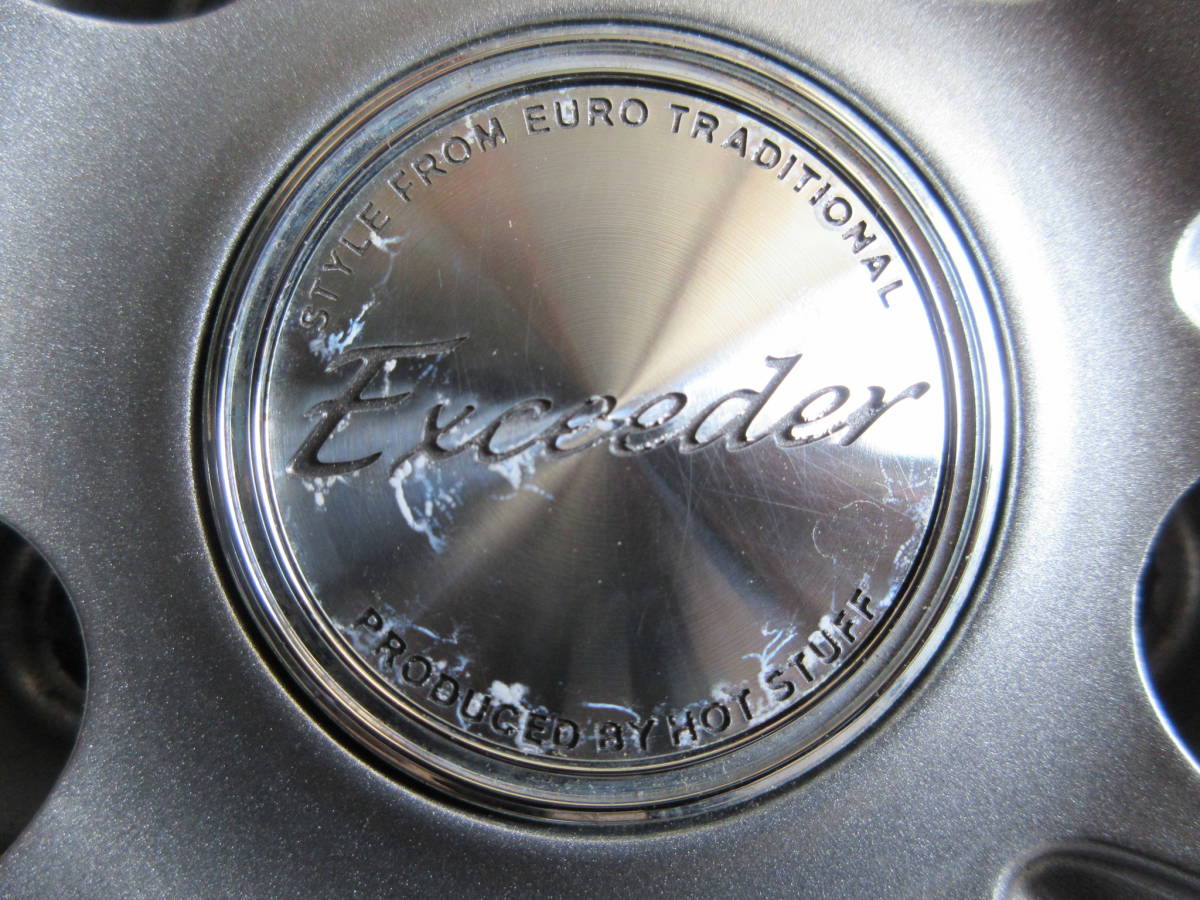 STYLE FROM EURO TRADITIONAL
Exceeder
PRODUCED BY HOT STUFF